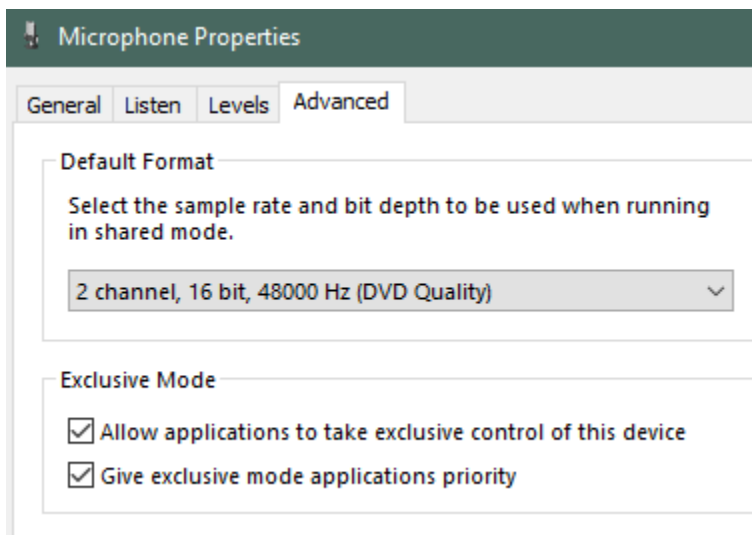 Microphone Properties
General Listen Levels Advanced
Default Format
Select the sample rate and bit depth to be used when running
in shared mode.
2 channel, 16 bit, 48000 Hz (DVD Quality)
Exclusive Mode
Allow applications to take exclusive control of this device
Give exclusive mode applications priority